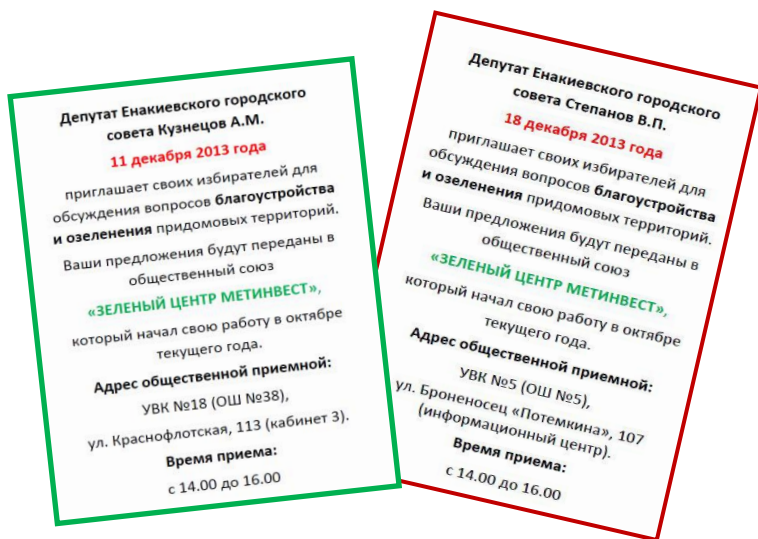 Депутат Енакиевского городского
совета Кузнецов А.М.
11 декабря 2013 года
приглашает своих избирателей для
обсуждения вопросов благоустройства
и озеленения придомовых территорий.
Ваши предложения будут переданы в
общественный союз
«ЗЕЛЕНЫЙ ЦЕНТР МЕТИНВЕСТ»,
который начал свою работу в октябре
текущего года.
Адрес общественной приемной:
УВК №18 (ОШ №38),
ул. Краснофлотская, 113 (кабинет 3).
Время приема:
с 14.00 до 16.00
Депутат Енакиевского городского
совета Степанов В.П.
18 декабря 2013 года
приглашает своих избирателей для
обсуждения вопросов благоустройства
и озеленения придомовых территорий.
Ваши предложения будут переданы в
общественный союз
«ЗЕЛЕНЫЙ ЦЕНТР МЕТИНВЕСТ»,
который начал свою работу в октябре
текущего года.
Адрес общественной приемной:
УВК №5 (ОШ №5),
ул. Броненосец «Потемкина», 107
(информационный центр).
Время приема:
с 14.00 до 16.00